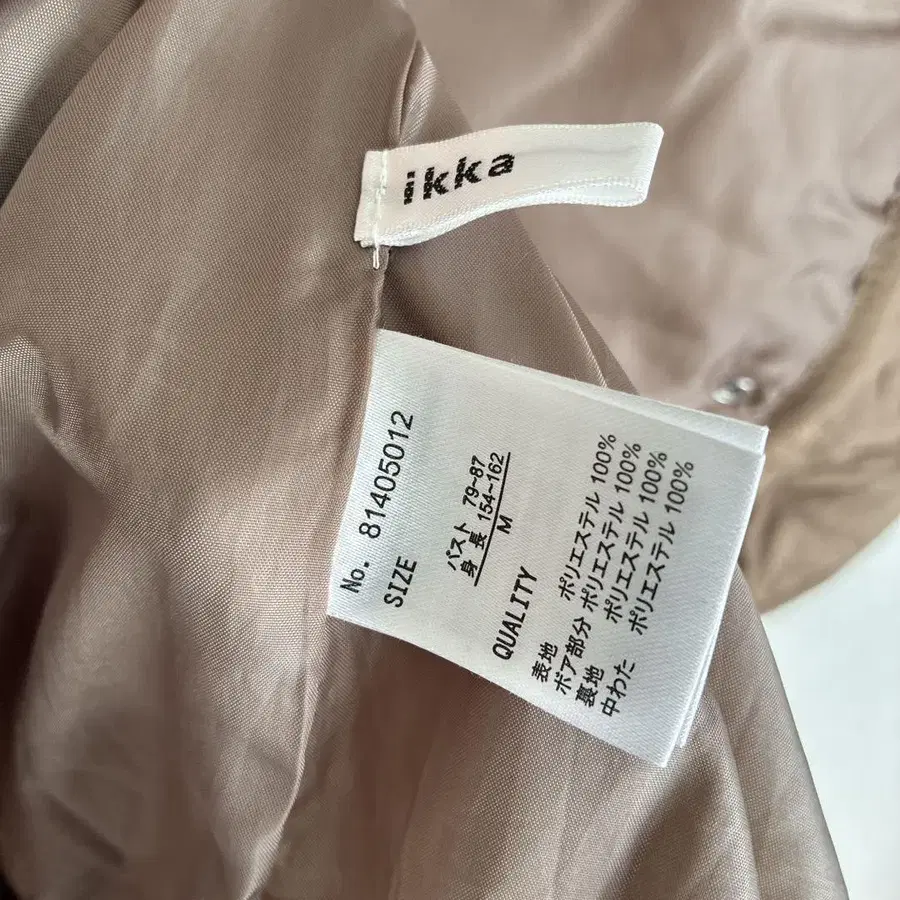 ikka
No. 81405012
SIZE
バスト 79~87
身 長 154~162
M
QUALITY
表地 ポリエステル 100%
ボア部分 ポリエステル 100%
裏地 ポリエステル 100%
中わた ポリエステル 100%